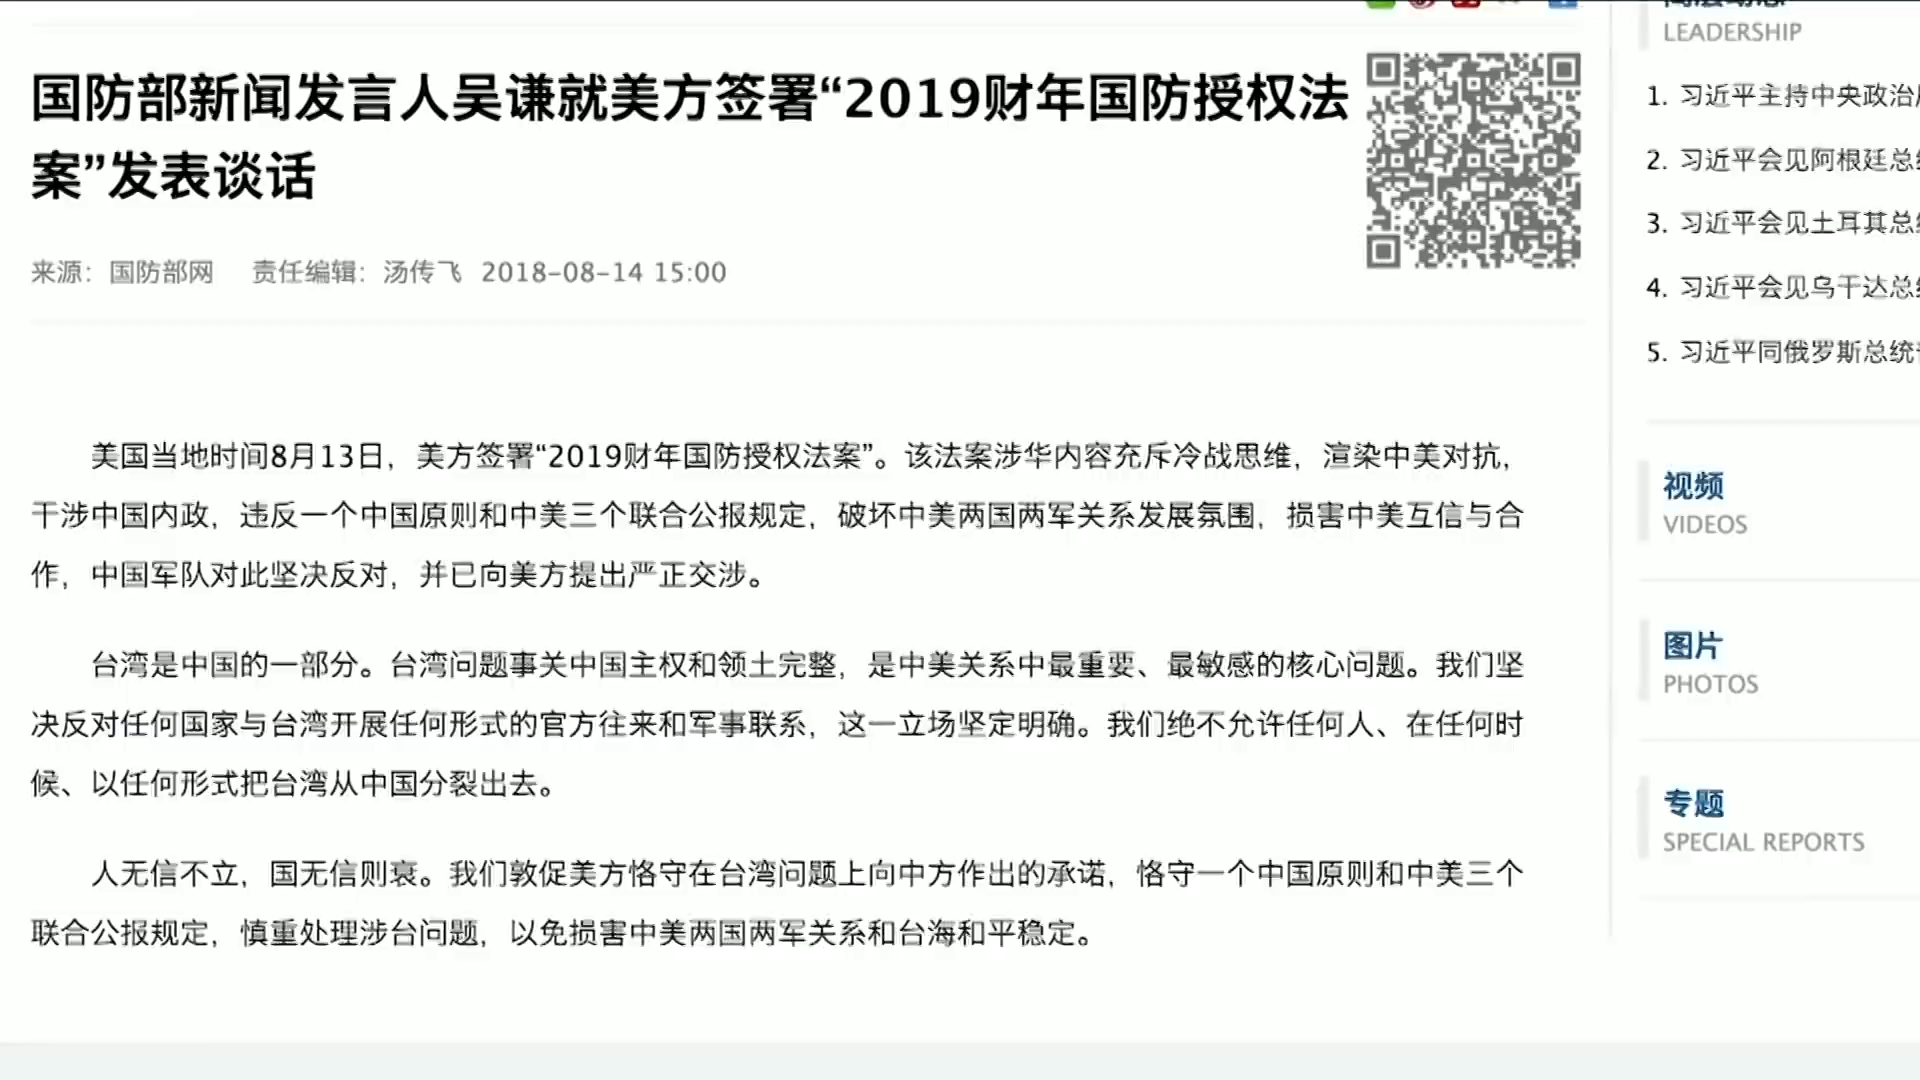 国防部新闻发言人吴谦就美方签署“2019财年国防授权法
案”发表谈话
来源：国防部网 责任编辑：汤传飞 2018-08-14 15:00
美国当地时间8月13日，美方签署“2019财年国防授权法案”。该法案涉华内容充斥冷战思维，渲染中美对抗，
干涉中国内政，违反一个中国原则和中美三个联合公报规定，破坏中美两国两军关系发展氛围，损害中美互信与合
作，中国军队对此坚决反对，并已向美方提出严正交涉。
台湾是中国的一部分。台湾问题事关中国主权和领土完整，是中美关系中最重要、最敏感的核心问题。我们坚
决反对任何国家与台湾开展任何形式的官方往来和军事联系，这一立场坚定明确。我们绝不允许任何人、在任何时
候、以任何形式把台湾从中国分裂出去。
人无信不立，国无信则衰。我们敦促美方恪守在台湾问题上向中方作出的承诺，恪守一个中国原则和中美三个
联合公报规定，慎重处理涉台问题，以免损害中美两国两军关系和台海和平稳定。
LEADERSHIP
1. 习近平主持中央政治
2. 习近平会见阿根廷总
3. 习近平会见土耳其总
4. 习近平会见乌干达总
5. 习近平同俄罗斯总统
视频
VIDEOS
图片
PHOTOS
专题
SPECIAL REPORTS